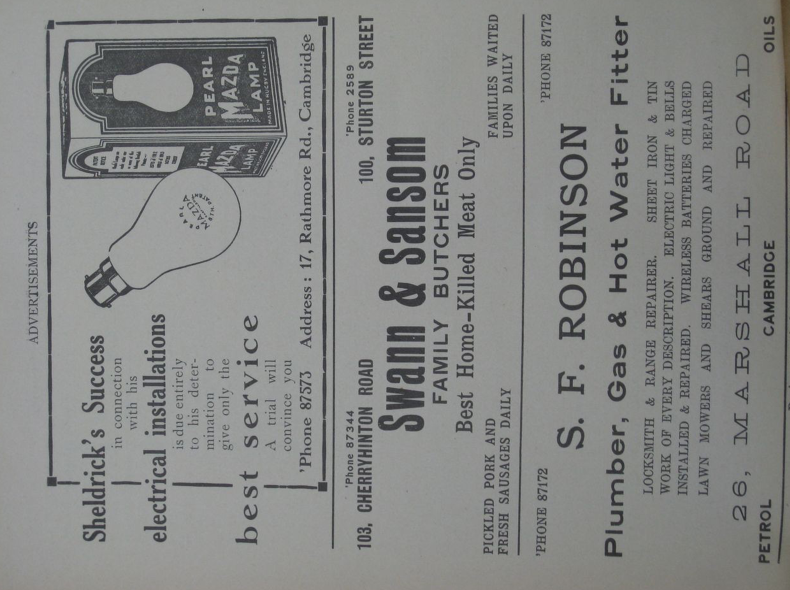 ADVERTISEMENTS
Sheldrick's Success
in connection
with his
electrical installations
is due entirely
to his deter-
mination to
give only the
best service
A trial will
convince you
'Phone 87573 Address: 17, Rathmore Rd., Cambridge
PEARL
MAZDA
PEARL
MAZDA
LAMP
EARL
MAZDA
LAMP
'Phone 87344 'Phone 2589
103, CHERRYHINTON ROAD 100, STURTON STREET
Swann & Sansom
FAMILY BUTCHERS
Best Home-Killed Meat Only
PICKLED PORK AND FAMILIES WAITED
FRESH SAUSAGES DAILY UPON DAILY
'PHONE 87172 'PHONE 87172
S. F. ROBINSON
Plumber, Gas & Hot Water Fitter
LOCKSMITH & RANGE REPAIRER. SHEET IRON & TIN
WORK OF EVERY DESCRIPTION. ELECTRIC LIGHT & BELLS
INSTALLED & REPAIRED. WIRELESS BATTERIES CHARGED
LAWN MOWERS AND SHEARS GROUND AND REPAIRED
26, MARSHALL ROAD
PETROL CAMBRIDGE OILS